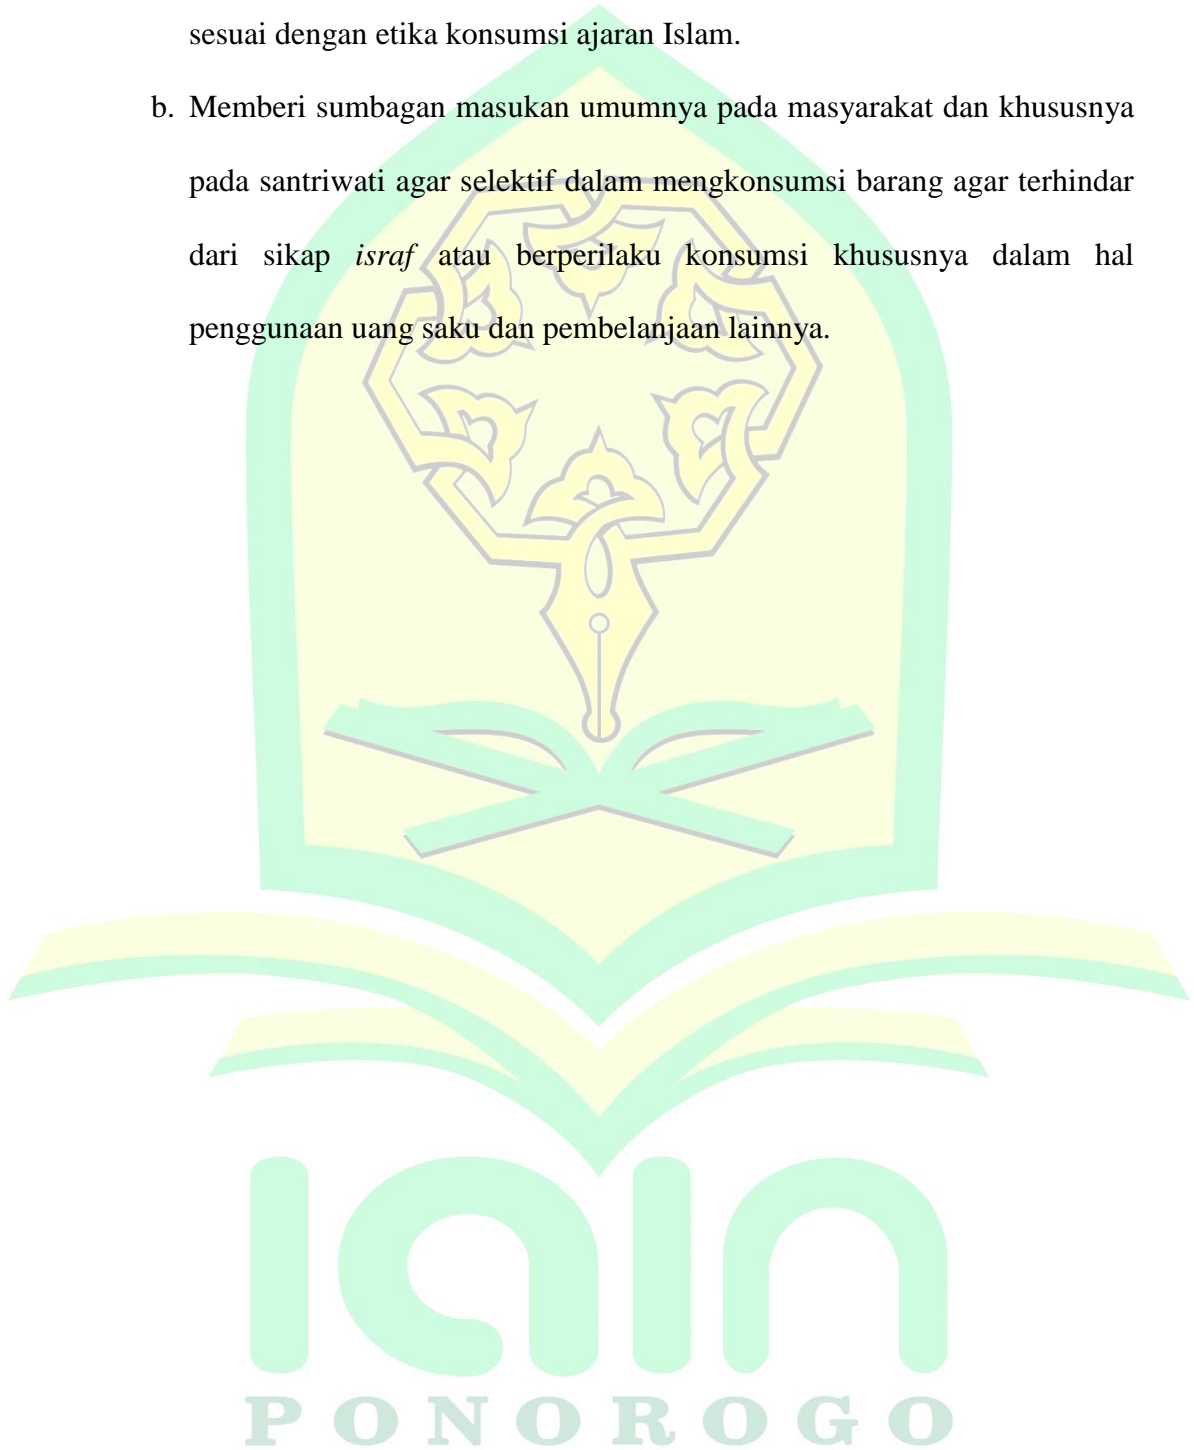 sesuai dengan etika konsumsi ajaran Islam.
b. Memberi sumbagan masukan umumnya pada masyarakat dan khususnya
pada santriwati agar selektif dalam mengkonsumsi barang agar terhindar
dari sikap israf atau berperilaku konsumsi khususnya dalam hal
penggunaan uang saku dan pembelanjaan lainnya.
iain
PONOROGO